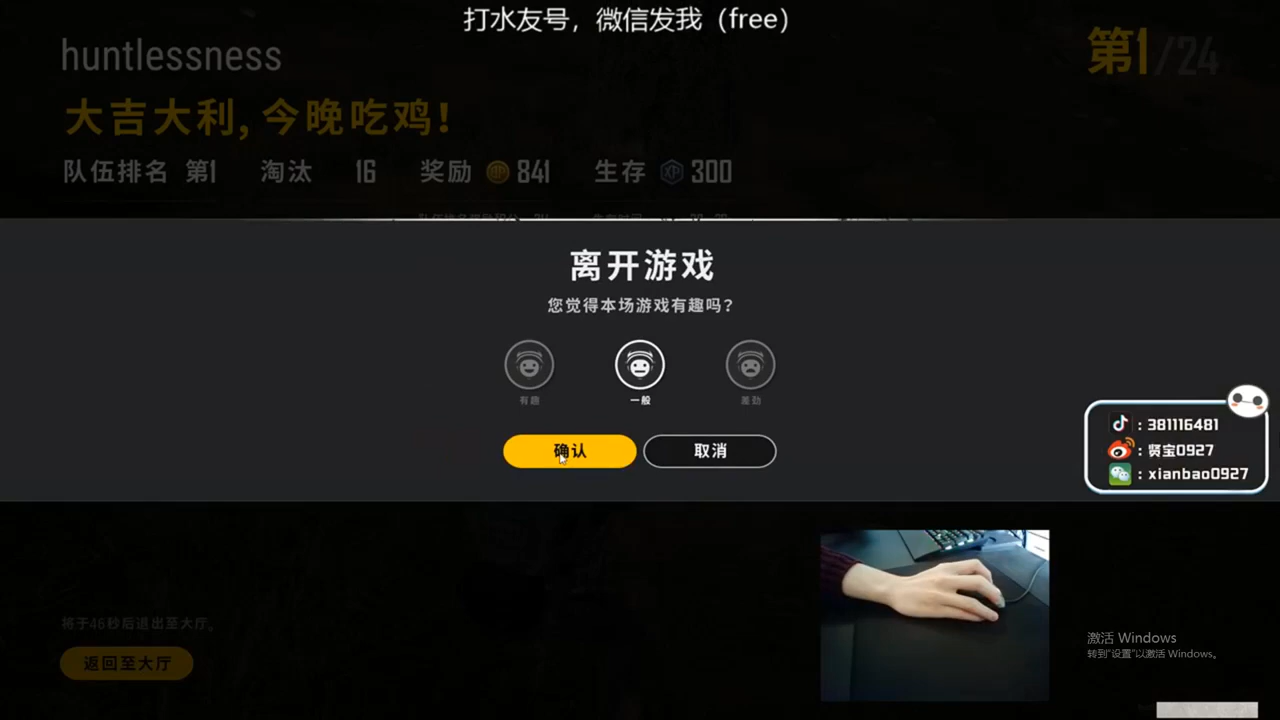 打水友号，微信发我（free）
huntlessness
第1/24
大吉大利, 今晚吃鸡!
队伍排名 第1 淘汰 16 奖励 BP 841 生存 XP 300
离开游戏
您觉得本场游戏有趣吗?
有趣 一般 差劲
确认 取消
: 381116481
: 贤宝0927
: xianbao0927
将于46秒后退出至大厅。
返回至大厅
激活 Windows
转到"设置"以激活 Windows。